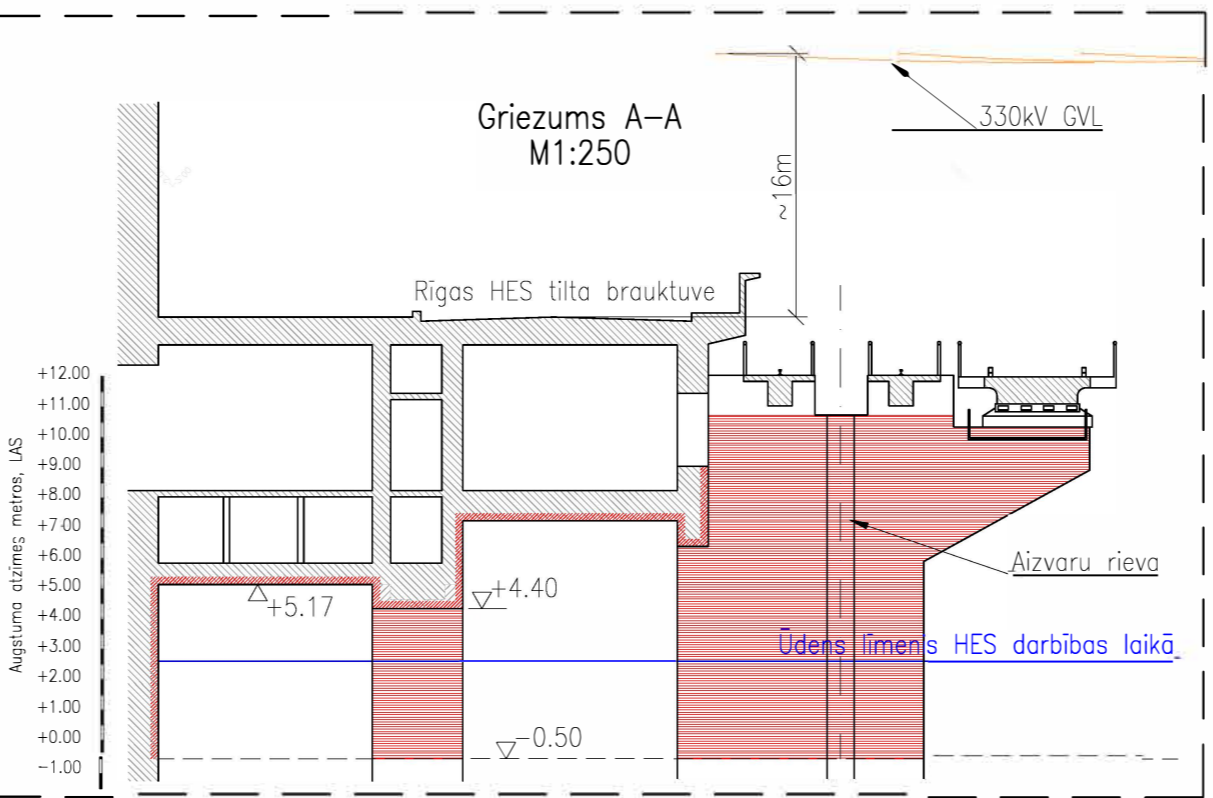 330kV GVL
Griezums A-A
M1:250
~16m
Rīgas HES tilta brauktuve
Augstuma atzīmes metros, LAS
+12.00
+11.00
+10.00
+9.00
+8.00
+7.00
+6.00
+5.00
+4.00
+3.00
+2.00
+1.00
+0.00
-1.00
Aizvaru rieva
+5.17
+4.40
Ūdens līmenis HES darbības laikā
-0.50